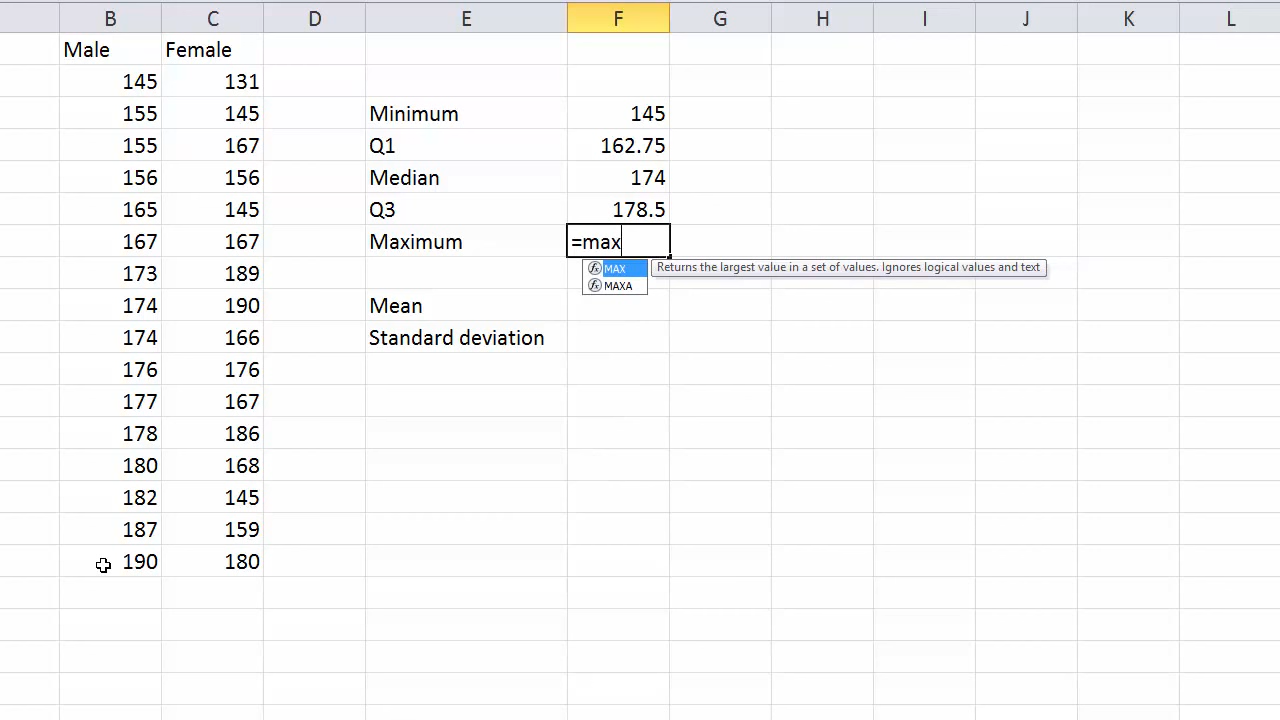 B C D E F G H I J K L
Male Female
145 131
155 145 Minimum 145
155 167 Q1 162.75
156 156 Median 174
165 145 Q3 178.5
167 167 Maximum =max
173 189 MAX Returns the largest value in a set of values. Ignores logical values and text
MAXA
174 190 Mean
174 166 Standard deviation
176 176
177 167
178 186
180 168
182 145
187 159
190 180